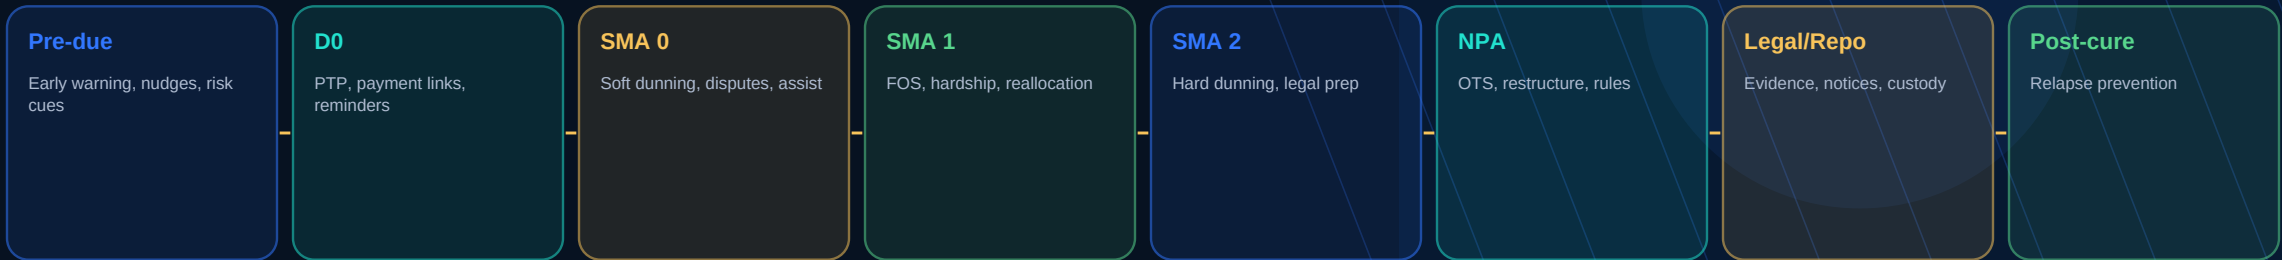 Pre-due
Early warning, nudges, risk
cues
D0
PTP, payment links,
reminders
SMA 0
Soft dunning, disputes, assist
SMA 1
FOS, hardship, reallocation
SMA 2
Hard dunning, legal prep
NPA
OTS, restructure, rules
Legal/Repo
Evidence, notices, custody
Post-cure
Relapse prevention